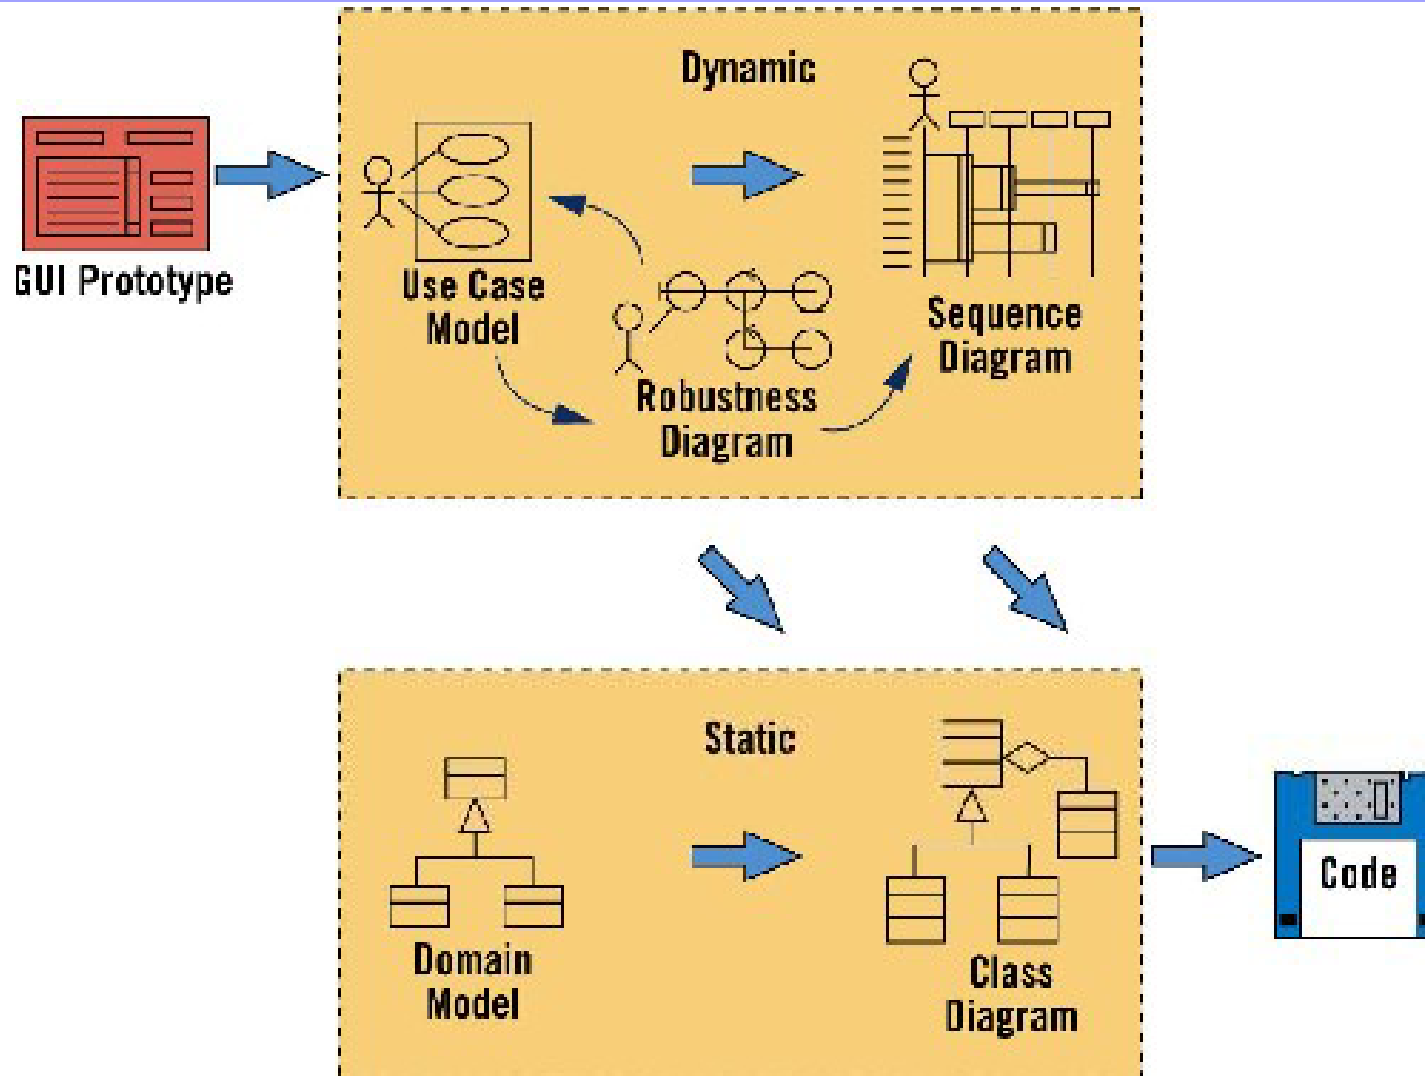 Dynamic
GUI Prototype
Use Case
Model
Robustness
Diagram
Sequence
Diagram
Static
Domain
Model
Class
Diagram
Code